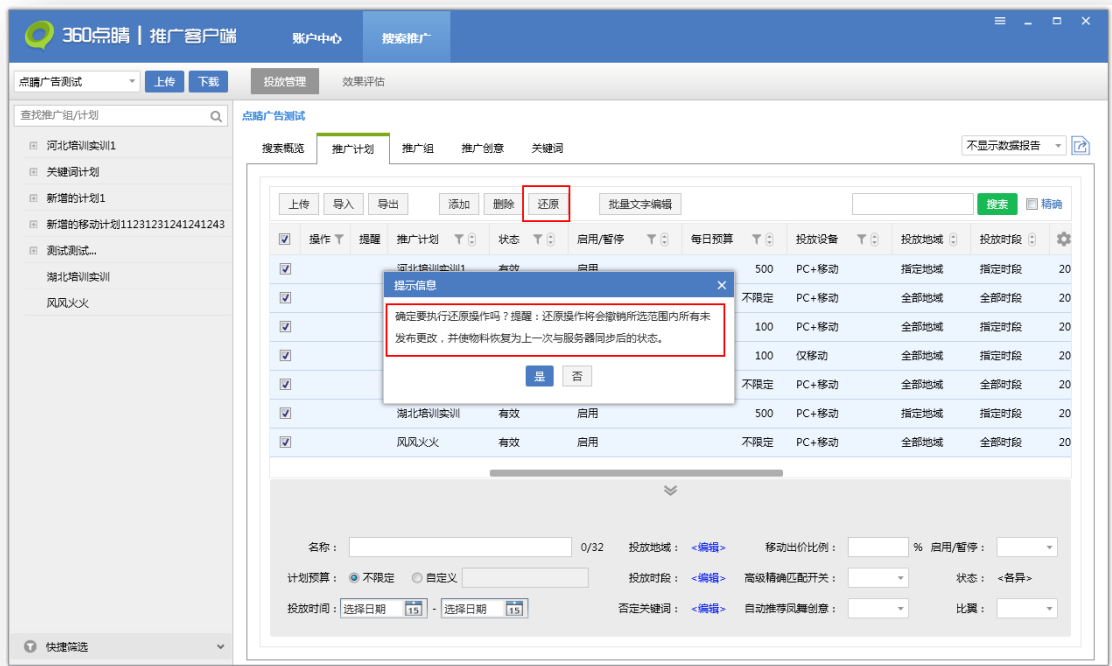 360点睛 | 推广客户端
账户中心
搜索推广
点睛广告测试
上传
下载
投放管理
效果评估
查找推广组/计划
河北培训实训1
关键词计划
新增的计划1
新增的移动计划11231231241241243
测试测试...
湖北培训实训
风风火火
快捷筛选
点睛广告测试
搜索概览
推广计划
推广组
推广创意
关键词
不显示数据报告
上传
导入
导出
添加
删除
还原
批量文字编辑
搜索
精确
操作 提醒 推广计划 状态 启用/暂停 每日预算 投放设备 投放地域 投放时段
河北培训实训1 有效 启用 500 PC+移动 指定地域 指定时段 20
不限定 PC+移动 全部地域 全部时段 20
100 PC+移动 全部地域 指定时段 20
100 仅移动 全部地域 指定时段 20
不限定 PC+移动 全部地域 全部时段 20
湖北培训实训 有效 启用 500 PC+移动 指定地域 指定时段 20
风风火火 有效 启用 不限定 PC+移动 全部地域 全部时段 20
提示信息
确定要执行还原操作吗？提醒：还原操作将会撤销所选范围内所有未
发布更改，并使物料恢复为上一次与服务器同步后的状态。
是
否
名称： 0/32 投放地域： <编辑> 移动出价比例： % 启用/暂停：
计划预算： 不限定 自定义 投放时段： <编辑> 高级精确匹配开关： 状态： <各异>
投放时间： 选择日期 15 - 选择日期 15 否定关键词： <编辑> 自动推荐凤舞创意： 比翼：